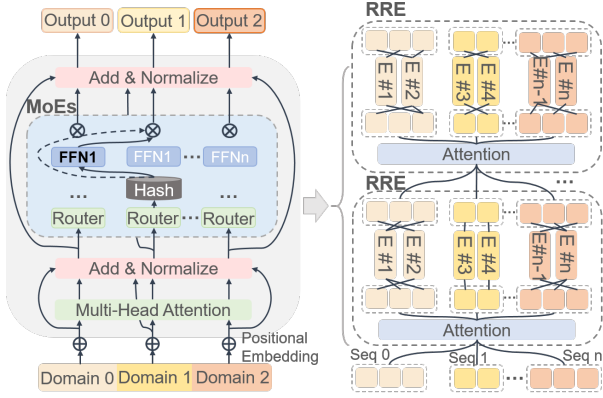 Output 0 Output 1 Output 2
Add & Normalize
MoEs
FFN1 FFN1 ··· FFNn
Hash
... ...
Router Router ··· Router
Add & Normalize
Multi-Head Attention
Positional
Embedding
Domain 0 Domain 1 Domain 2
RRE
...
E #1 E #2 E #3 E #4 E#n-1 E #n
Attention
RRE ...
...
E #1 E #2 E #3 E #4 E#n-1 E #n
Attention
Seq 0 Seq 1 Seq n
...